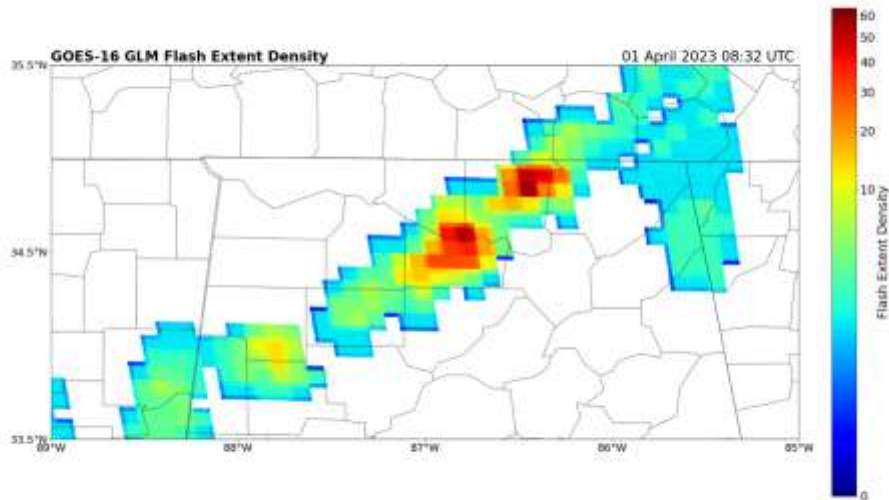 GOES-16 GLM Flash Extent Density
01 April 2023 08:32 UTC
35.5°N
34.5°N
33.5°N
89°W
88°W
87°W
86°W
85°W
60
50
40
30
20
10
0
Flash Extent Density